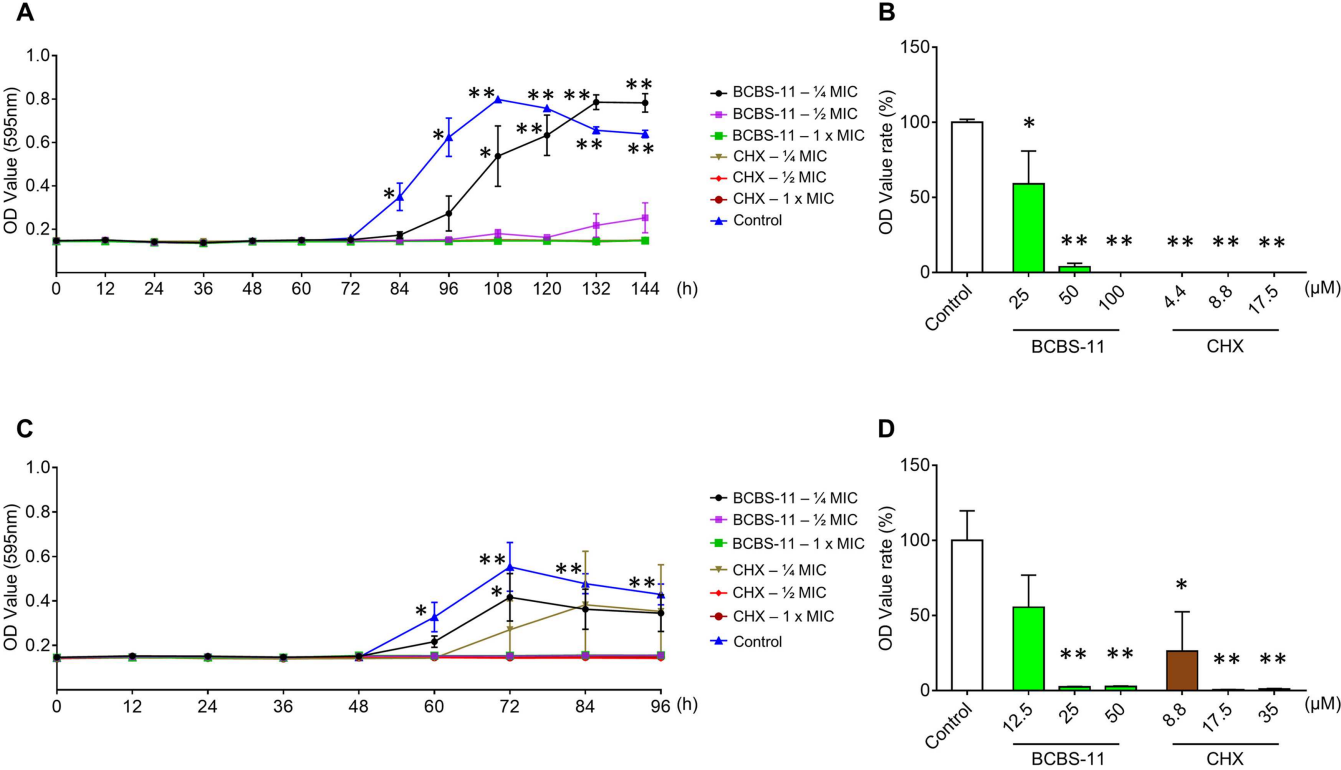 A
OD Value (595nm)
1.0
0.8
0.6
0.4
0.2
0 12 24 36 48 60 72 84 96 108 120 132 144 (h)
* * ** * ** ** ** ** ** **
BCBS-11 – ¼ MIC
BCBS-11 – ½ MIC
BCBS-11 – 1 x MIC
CHX – ¼ MIC
CHX – ½ MIC
CHX – 1 x MIC
Control
B
OD Value rate (%)
150
100
50
0
* ** ** ** ** **
Control 25 50 100 4.4 8.8 17.5 (µM)
BCBS-11 CHX
C
OD Value (595nm)
1.0
0.8
0.6
0.4
0.2
0 12 24 36 48 60 72 84 96 (h)
* ** * ** **
BCBS-11 – ¼ MIC
BCBS-11 – ½ MIC
BCBS-11 – 1 x MIC
CHX – ¼ MIC
CHX – ½ MIC
CHX – 1 x MIC
Control
D
OD Value rate (%)
150
100
50
0
** ** * ** **
Control 12.5 25 50 8.8 17.5 35 (µM)
BCBS-11 CHX